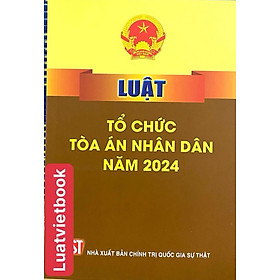 LUẬT
TỔ CHỨC
TÒA ÁN NHÂN DÂN
NĂM 2024
NHÀ XUẤT BẢN CHÍNH TRỊ QUỐC GIA SỰ THẬT
Luatvietbook